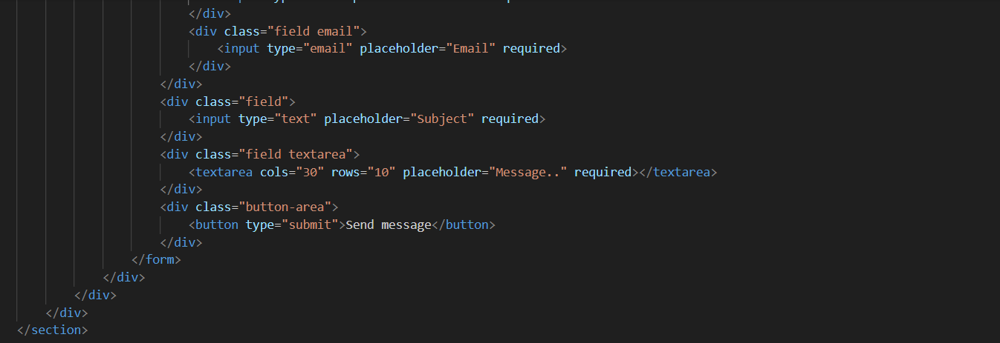 </div>
<div class="field email">
<input type="email" placeholder="Email" required>
</div>
</div>
<div class="field">
<input type="text" placeholder="Subject" required>
</div>
<div class="field textarea">
<textarea cols="30" rows="10" placeholder="Message.." required></textarea>
</div>
<div class="button-area">
<button type="submit">Send message</button>
</div>
</form>
</div>
</div>
</div>
</section>